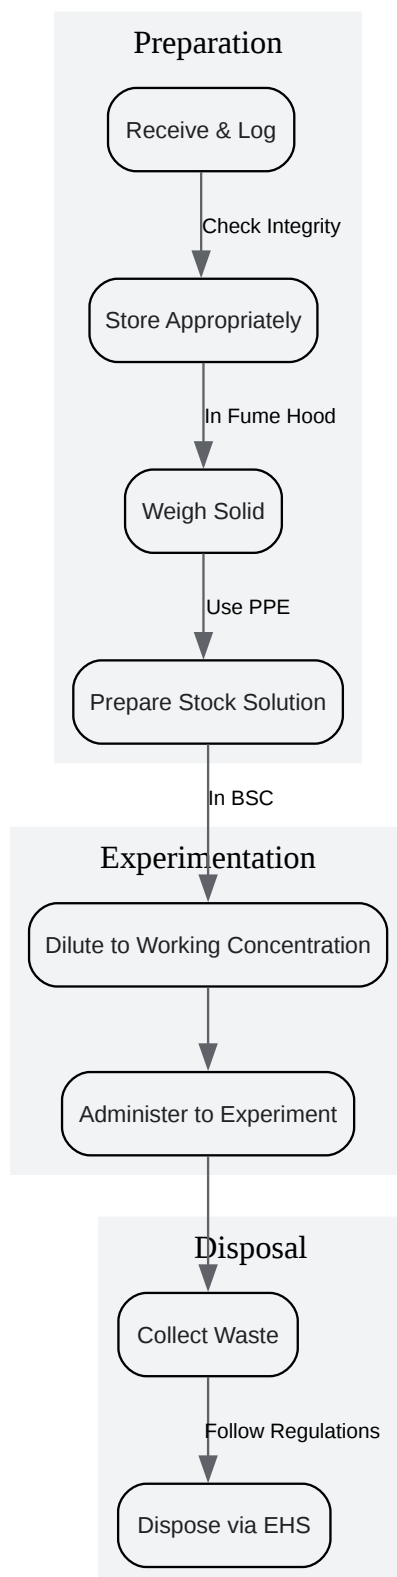 Preparation
Receive & Log
Check Integrity
Store Appropriately
In Fume Hood
Weigh Solid
Use PPE
Prepare Stock Solution
In BSC
Experimentation
Dilute to Working Concentration
Administer to Experiment
Disposal
Collect Waste
Follow Regulations
Dispose via EHS